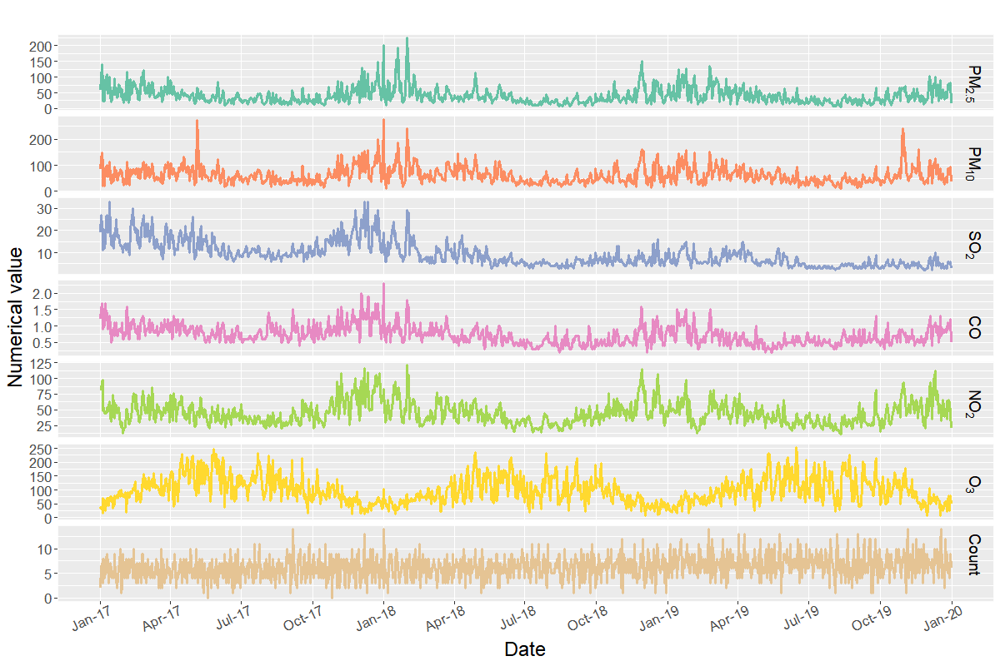 200
150
100
50
0
PM2.5
200
100
0
PM10
30
20
10
SO2
2.0
1.5
1.0
0.5
CO
125
100
75
50
25
NO2
250
200
150
100
50
0
O3
10
5
0
Count
Numerical value
Jan-17 Apr-17 Jul-17 Oct-17 Jan-18 Apr-18 Jul-18 Oct-18 Jan-19 Apr-19 Jul-19 Oct-19 Jan-20
Date